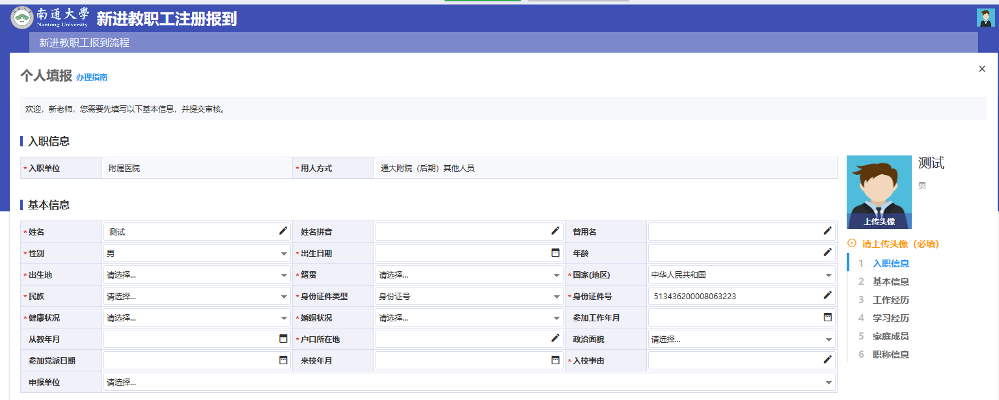 南通大學
Nantong University
新进教职工注册报到
新进教职工报到流程
个人填报 办理指南
欢迎，新老师，您需要先填写以下基本信息，并提交审核。
入职信息
*入职单位 附属医院 *用人方式 通大附院（后期）其他人员
基本信息
*姓名 测试 姓名拼音 曾用名
*性别 男 *出生日期 年龄
*出生地 请选择... *籍贯 请选择... *国家(地区) 中华人民共和国
*民族 请选择... *身份证件类型 身份证号 *身份证件号 513436200008063223
*健康状况 请选择... *婚姻状况 请选择... 参加工作年月
从教年月 *户口所在地 政治面貌 请选择...
参加党派日期 来校年月 *入校事由
申报单位 请选择...
测试
男
上传头像
请上传头像（必填）
1 入职信息
2 基本信息
3 工作经历
4 学习经历
5 家庭成员
6 职称信息